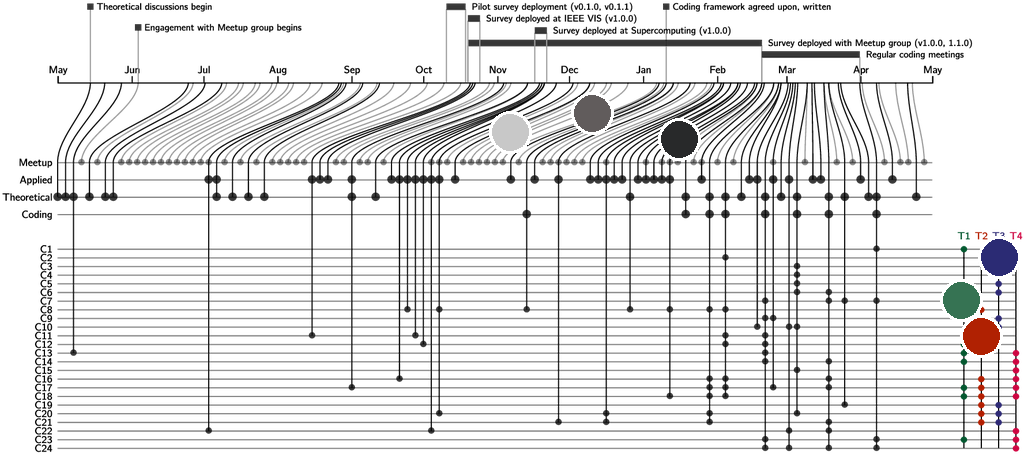 Theoretical discussions begin
Pilot survey deployment (v0.1.0, v0.1.1)
Coding framework agreed upon, written
Survey deployed at IEEE VIS (v1.0.0)
Engagement with Meetup group begins
Survey deployed at Supercomputing (v1.0.0)
Survey deployed with Meetup group (v1.0.0, 1.1.0)
Regular coding meetings
May Jun Jul Aug Sep Oct Nov Dec Jan Feb Mar Apr May
Meetup
Applied
Theoretical
Coding
T1 T2 T3 T4
C1
C2
C3
C4
C5
C6
C7
C8
C9
C10
C11
C12
C13
C14
C15
C16
C17
C18
C19
C20
C21
C22
C23
C24